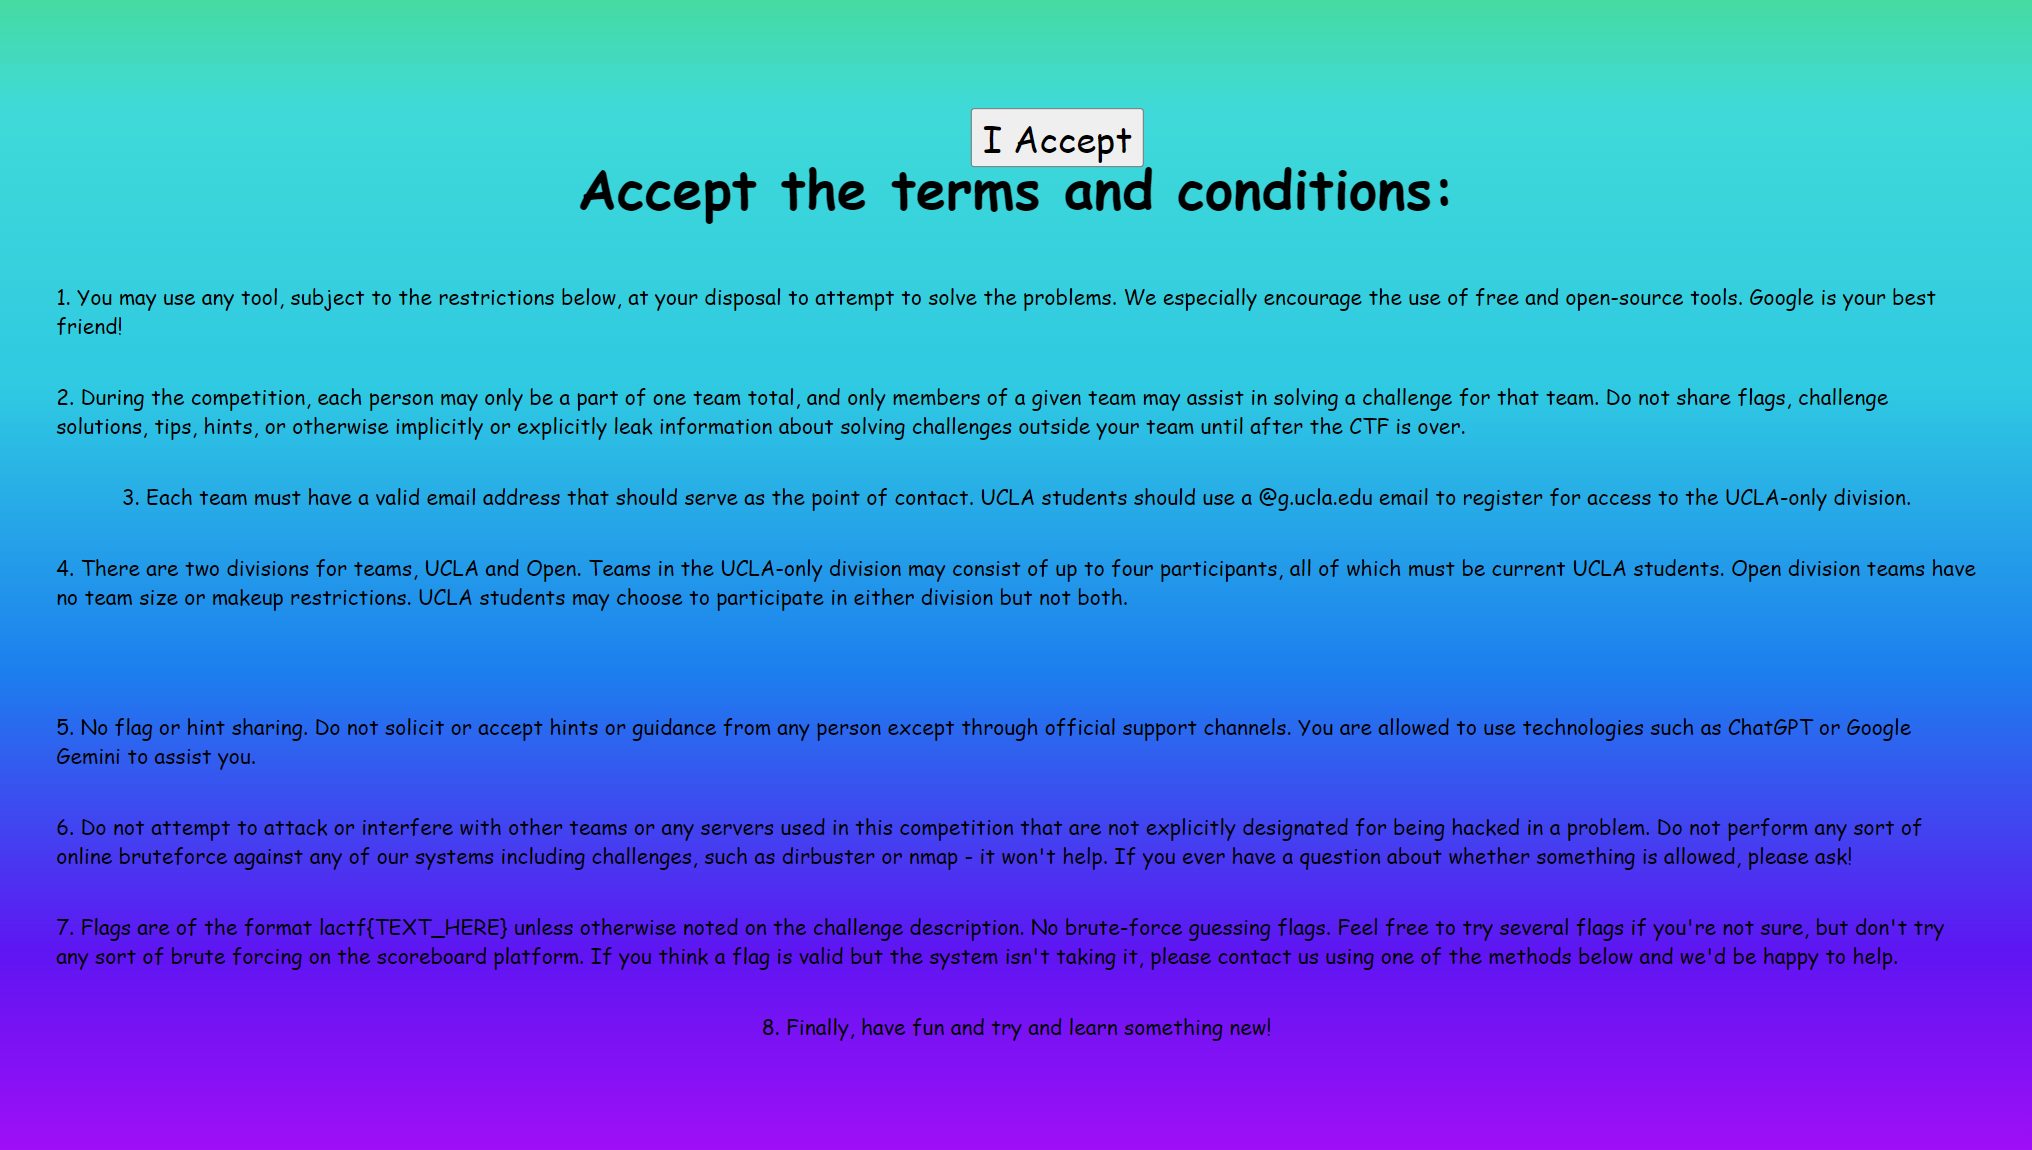 I Accept
Accept the terms and conditions:
1. You may use any tool, subject to the restrictions below, at your disposal to attempt to solve the problems. We especially encourage the use of free and open-source tools. Google is your best
friend!
2. During the competition, each person may only be a part of one team total, and only members of a given team may assist in solving a challenge for that team. Do not share flags, challenge
solutions, tips, hints, or otherwise implicitly or explicitly leak information about solving challenges outside your team until after the CTF is over.
3. Each team must have a valid email address that should serve as the point of contact. UCLA students should use a @g.ucla.edu email to register for access to the UCLA-only division.
4. There are two divisions for teams, UCLA and Open. Teams in the UCLA-only division may consist of up to four participants, all of which must be current UCLA students. Open division teams have
no team size or makeup restrictions. UCLA students may choose to participate in either division but not both.
5. No flag or hint sharing. Do not solicit or accept hints or guidance from any person except through official support channels. You are allowed to use technologies such as ChatGPT or Google
Gemini to assist you.
6. Do not attempt to attack or interfere with other teams or any servers used in this competition that are not explicitly designated for being hacked in a problem. Do not perform any sort of
online bruteforce against any of our systems including challenges, such as dirbuster or nmap - it won't help. If you ever have a question about whether something is allowed, please ask!
7. Flags are of the format lactf{TEXT_HERE} unless otherwise noted on the challenge description. No brute-force guessing flags. Feel free to try several flags if you're not sure, but don't try
any sort of brute forcing on the scoreboard platform. If you think a flag is valid but the system isn't taking it, please contact us using one of the methods below and we'd be happy to help.
8. Finally, have fun and try and learn something new!